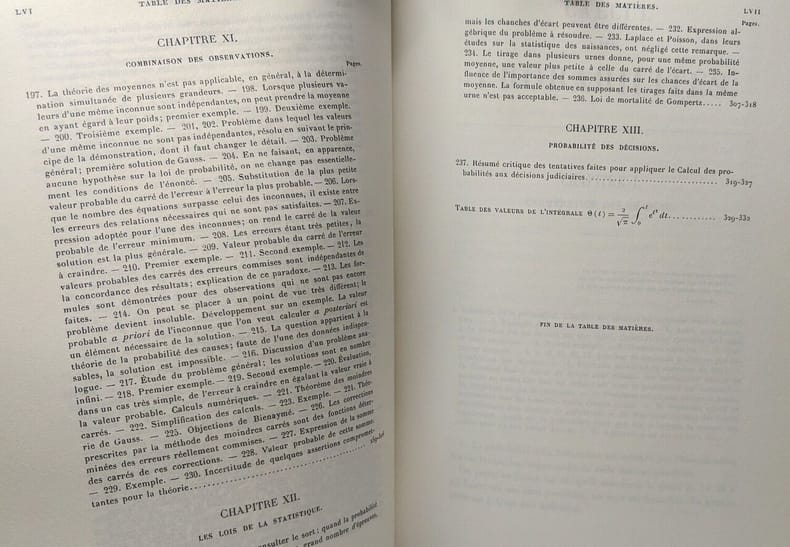 LVI
TABLE DES MATIÈRES.
CHAPITRE XI.
COMBINAISON DES OBSERVATIONS.
Pages.
197. La théorie des moyennes n'est pas applicable, en général, à la détermi-
nation simultanée de plusieurs grandeurs. — 198. Lorsque plusieurs va-
leurs d'une même inconnue sont indépendantes, on peut prendre la moyenne
en ayant égard à leur poids; premier exemple. — 199. Deuxième exemple.
— 200. Troisième exemple. — 201, 202. Problème dans lequel les valeurs
d'une même inconnue ne sont pas indépendantes, résolu en suivant le prin-
cipe de la démonstration, dont il faut changer le détail. — 203. Problème
général; première solution de Gauss. — 204. En ne faisant, en apparence,
aucune hypothèse sur la loi de probabilité, on ne change pas essentielle-
ment les conditions de l'énoncé. — 205. Substitution de la plus petite
valeur probable du carré de l'erreur à l'erreur la plus probable. — 206. Lors-
que le nombre des équations surpasse celui des inconnues, il existe entre
les erreurs des relations nécessaires qui ne sont pas satisfaites. — 207. Ex-
pression adoptée pour l'une des inconnues; on rend le carré de la valeur
probable de l'erreur minimum. — 208. Les erreurs étant très petites, la
solution est la plus générale. — 209. Valeur probable du carré de l'erreur
à craindre. — 210. Premier exemple. — 211. Second exemple. — 212. Les
valeurs probables des carrés des erreurs commises sont indépendantes de
la concordance des résultats; explication de ce paradoxe. — 213. Les for-
mules sont démontrées pour des observations qui ne sont pas encore
faites. — 214. On peut se placer à un point de vue très différent; le
problème devient insoluble. Développement sur un exemple. La valeur
probable a priori de l'inconnue que l'on veut calculer a posteriori est
un élément nécessaire de la solution. — 215. La question appartient à la
théorie de la probabilité des causes; faute de l'une des données indispen-
sables, la solution est impossible. — 216. Discussion d'un problème ana-
logue. — 217. Étude du problème général; les solutions sont en nombre
infini. — 218. Premier exemple. — 219. Second exemple. — 220. Évaluation,
dans un cas très simple, de l'erreur à craindre en égalant la valeur vraie à
la valeur probable. Calculs numériques. — 221. Théorème des moindres
carrés. — 222. Simplification des calculs. — 223. Exemple. — 224. Théo-
rie de Gauss. — 225. Objections de Bienaymé. — 226. Les corrections
prescrites par la méthode des moindres carrés sont des fonctions déter-
minées des erreurs réellement commises. — 227. Expression de la somme
des carrés de ces corrections. — 228. Valeur probable de cette somme.
— 229. Exemple. — 230. Incertitude de quelques assertions compromet-
tantes pour la théorie
CHAPITRE XII.
LES LOIS DE LA STATISTIQUE.
consulter le sort; quand la probabilité
grand nombre d'épreuves,
TABLE DES MATIÈRES.
LVII
Pages.
mais les chances d'écart peuvent être différentes. — 232. Expression al-
gébrique du problème à résoudre. — 233. Laplace et Poisson, dans leurs
études sur la statistique des naissances, ont négligé cette remarque. —
234. Le tirage dans plusieurs urnes donne, pour une même probabilité
moyenne, une valeur plus petite à celle du carré de l'écart. — 235. In-
fluence de l'importance des sommes assurées sur les chances d'écart de la
moyenne. La formule obtenue en supposant les tirages faits dans la même
urne n'est pas acceptable. — 236. Loi de mortalité de Gompertz..... 307-318
CHAPITRE XIII.
PROBABILITÉ DES DÉCISIONS.
237. Résumé critique des tentatives faites pour appliquer le Calcul des pro-
babilités aux décisions judiciaires. ................................ 319-327
TABLE DES VALEURS DE L'INTÉGRALE Θ(t) = 2/√π ∫₀ᵗ eᵗ² dt........... 329-332
FIN DE LA TABLE DES MATIÈRES.